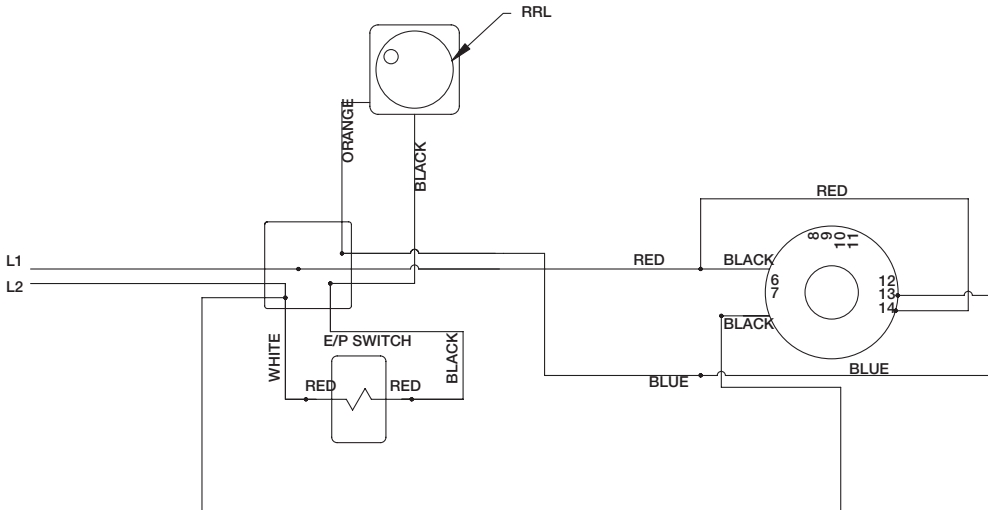 RRL
ORANGE
BLACK
RED
L1
RED
BLACK
L2
8
9
10
11
6
7
12
13
14
BLACK
E/P SWITCH
WHITE
BLACK
RED
RED
BLUE
BLUE